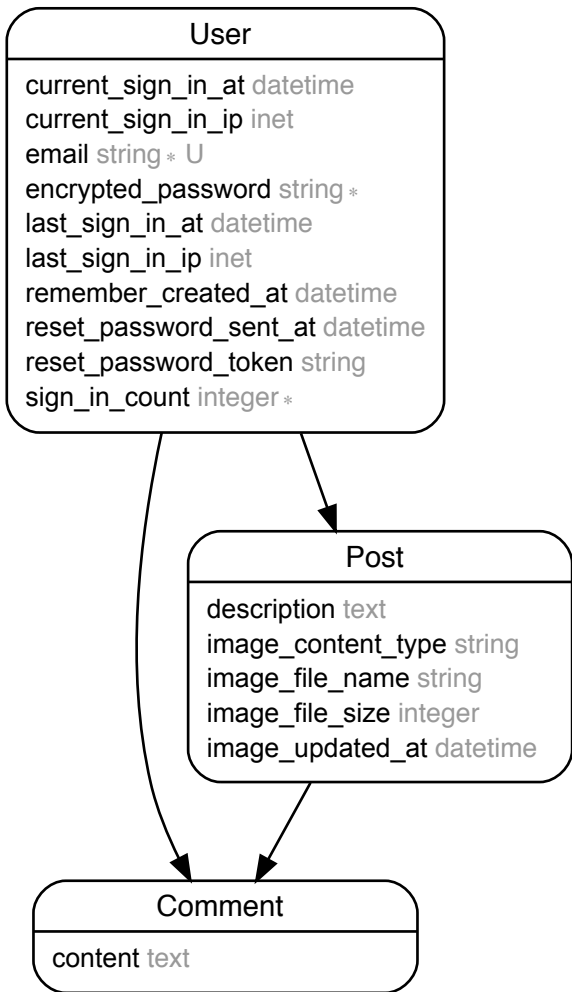 User
current_sign_in_at datetime
current_sign_in_ip inet
email string * U
encrypted_password string *
last_sign_in_at datetime
last_sign_in_ip inet
remember_created_at datetime
reset_password_sent_at datetime
reset_password_token string
sign_in_count integer *
Post
description text
image_content_type string
image_file_name string
image_file_size integer
image_updated_at datetime
Comment
content text